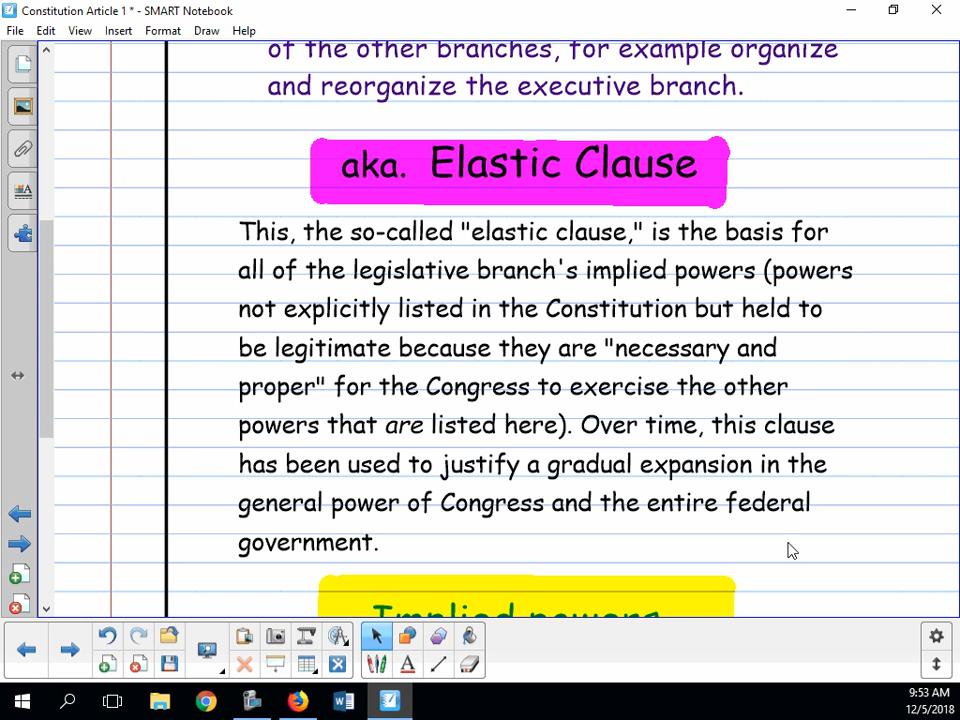 Constitution Article 1 * - SMART Notebook
File Edit View Insert Format Draw Help
of the other branches, for example organize
and reorganize the executive branch.
aka. Elastic Clause
This, the so-called "elastic clause," is the basis for
all of the legislative branch's implied powers (powers
not explicitly listed in the Constitution but held to
be legitimate because they are "necessary and
proper" for the Congress to exercise the other
powers that are listed here). Over time, this clause
has been used to justify a gradual expansion in the
general power of Congress and the entire federal
government.
Implied powers
9:53 AM
12/5/2018